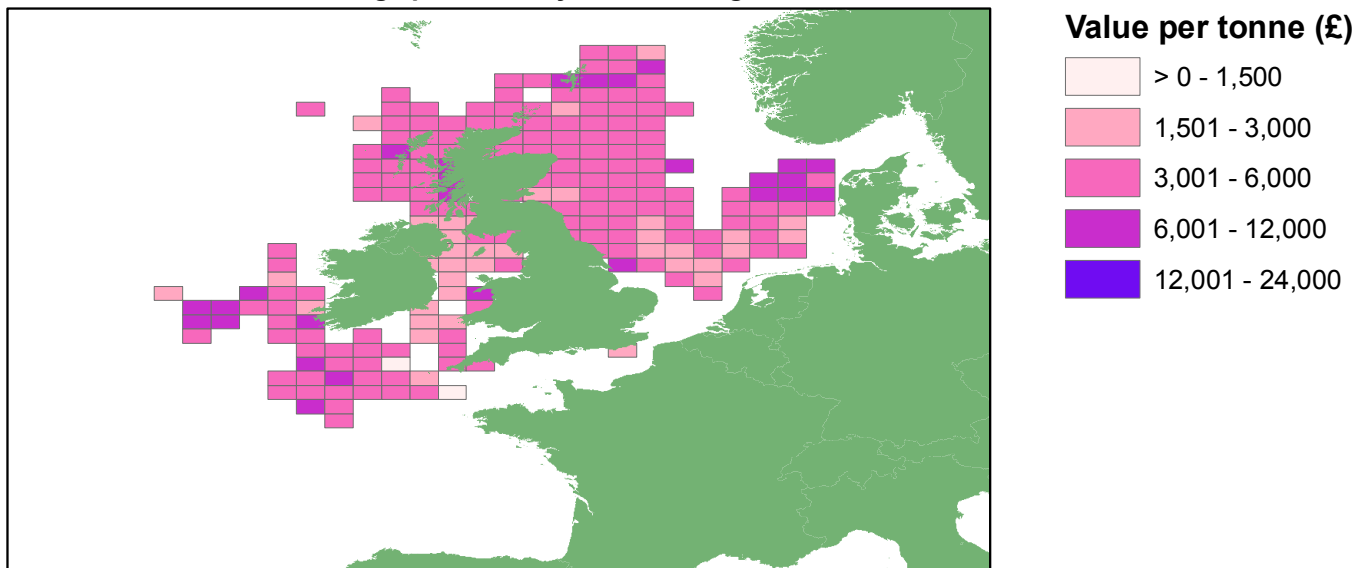 Value per tonne (£)
> 0 - 1,500
1,501 - 3,000
3,001 - 6,000
6,001 - 12,000
12,001 - 24,000